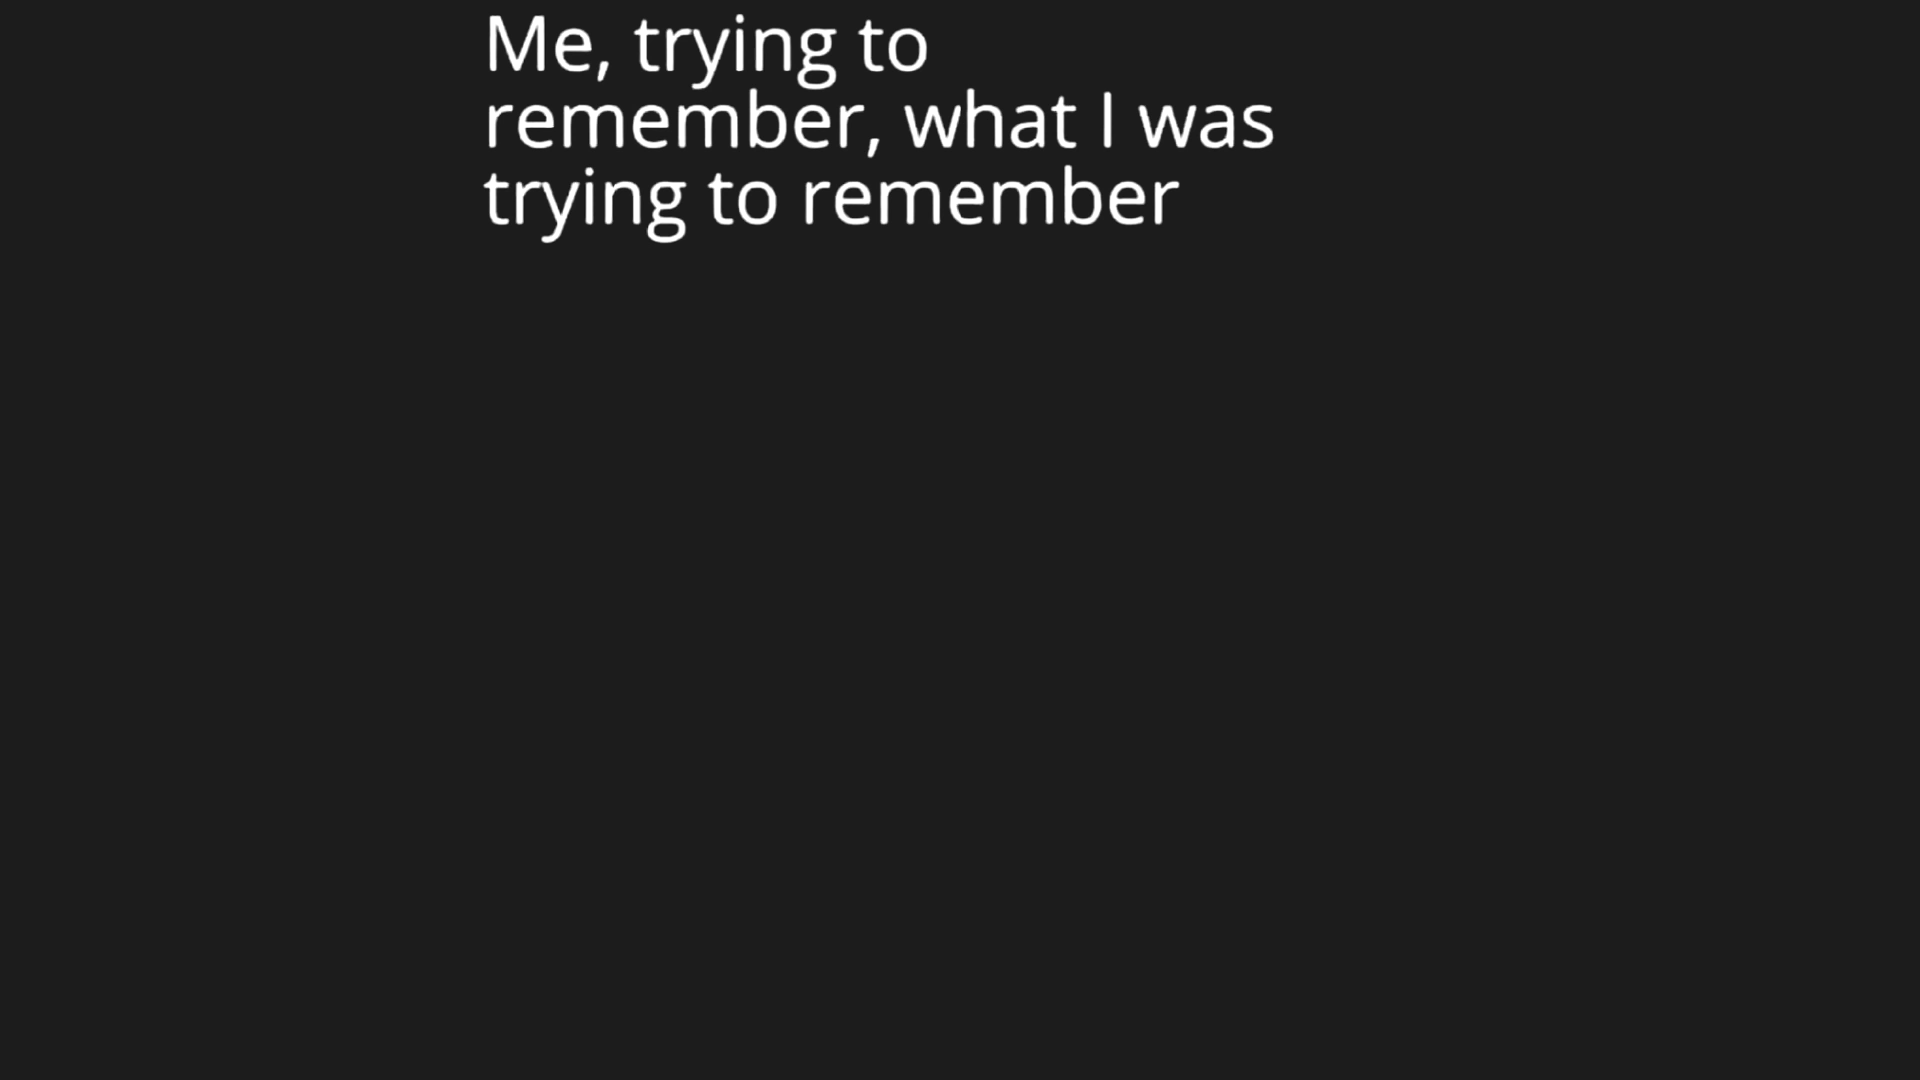 Me, trying to
remember, what I was
trying to remember